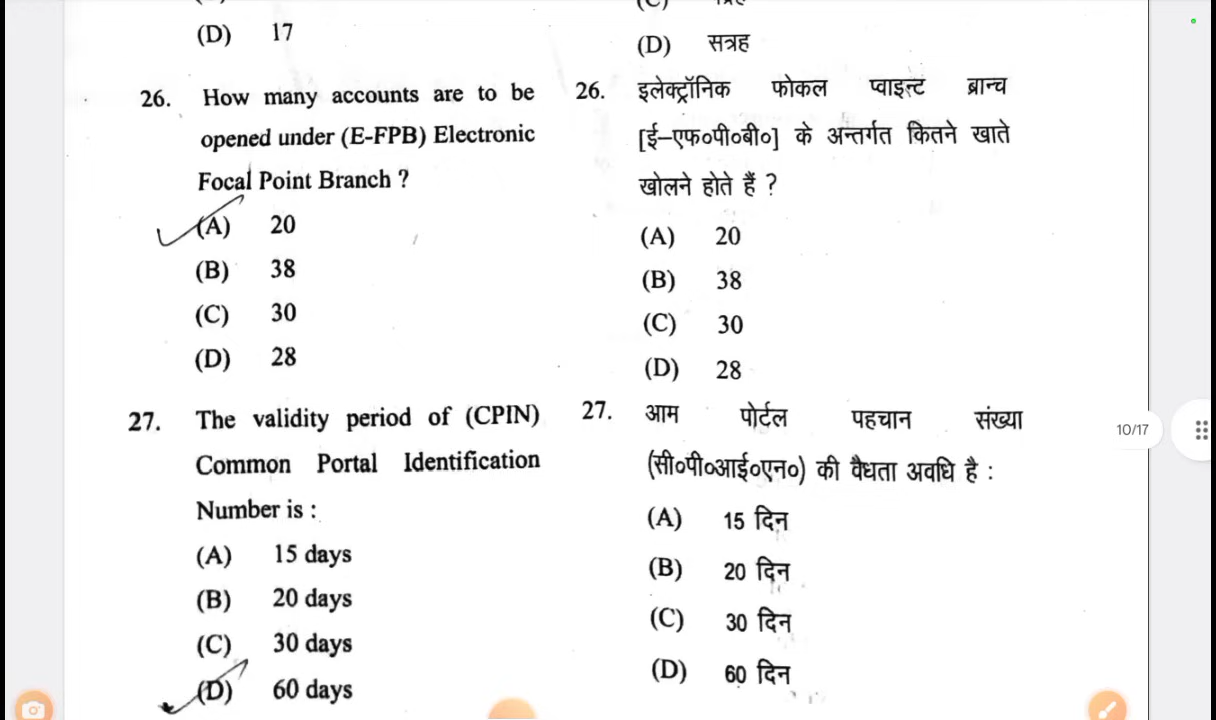 (D) 17
26. How many accounts are to be
opened under (E-FPB) Electronic
Focal Point Branch ?
(A) 20
(B) 38
(C) 30
(D) 28
27. The validity period of (CPIN)
Common Portal Identification
Number is :
(A) 15 days
(B) 20 days
(C) 30 days
(D) 60 days
(D) सत्रह
26. इलेक्ट्रॉनिक फोकल प्वाइन्ट ब्रान्च
[ई–एफ०पी०बी०] के अन्तर्गत कितने खाते
खोलने होते हैं ?
(A) 20
(B) 38
(C) 30
(D) 28
27. आम पोर्टल पहचान संख्या
(सी०पी०आई०एन०) की वैधता अवधि है :
(A) 15 दिन
(B) 20 दिन
(C) 30 दिन
(D) 60 दिन
10/17